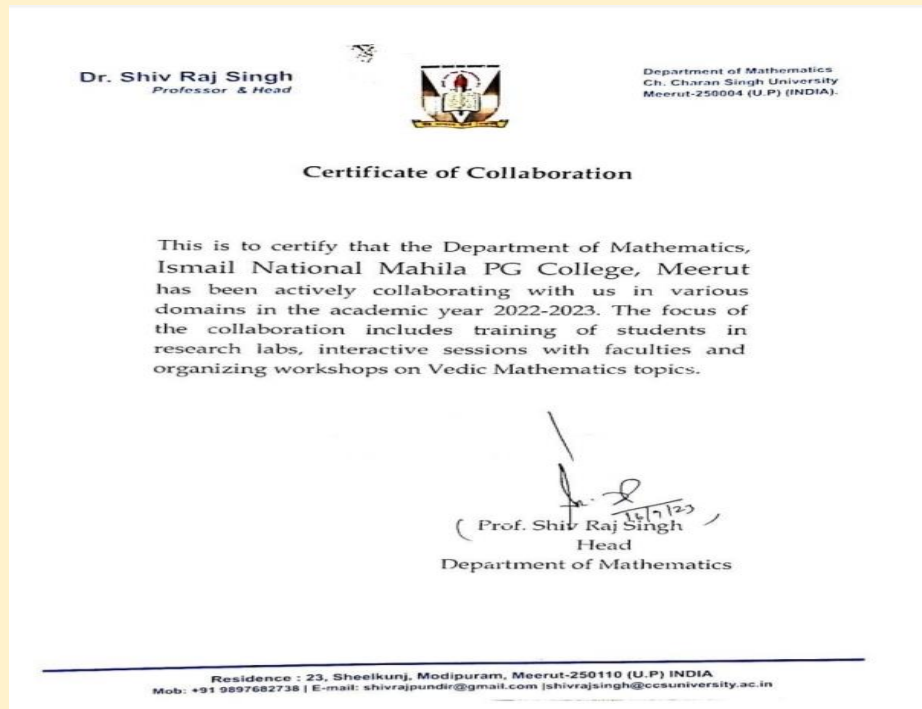 Dr. Shiv Raj Singh
Professor & Head
Department of Mathematics
Ch. Charan Singh University
Meerut-250004 (U.P) (INDIA).
Certificate of Collaboration
This is to certify that the Department of Mathematics,
Ismail National Mahila PG College, Meerut
has been actively collaborating with us in various
domains in the academic year 2022-2023. The focus of
the collaboration includes training of students in
research labs, interactive sessions with faculties and
organizing workshops on Vedic Mathematics topics.
( Prof. Shiv Raj Singh )
Head
Department of Mathematics
Residence : 23, Sheelkunj, Modipuram, Meerut-250110 (U.P) INDIA
Mob: +91 9897682738 | E-mail: shivrajpundir@gmail.com |shivrajsingh@ccsuniversity.ac.in